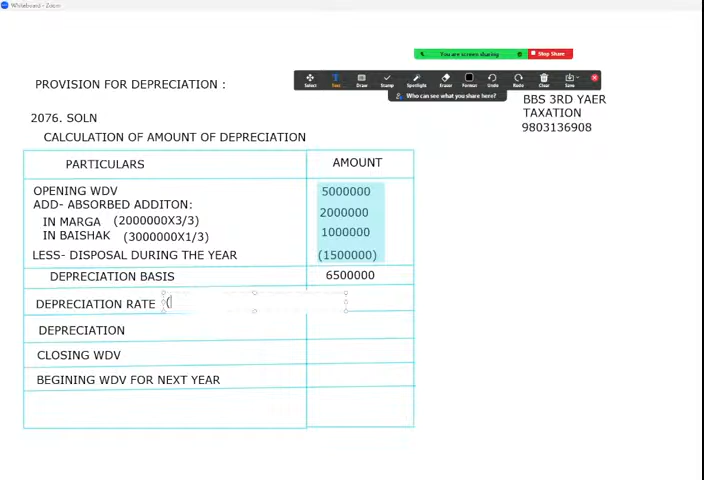 Whiteboard - Zoom
You are screen sharing
Stop Share
PROVISION FOR DEPRECIATION :
Select Text Draw Stamp Spotlight Eraser Format Undo Redo Clear Save
Who can see what you share here?
BBS 3RD YAER
TAXATION
9803136908
2076. SOLN
CALCULATION OF AMOUNT OF DEPRECIATION
PARTICULARS AMOUNT
OPENING WDV 5000000
ADD- ABSORBED ADDITON:
IN MARGA (2000000X3/3) 2000000
IN BAISHAK (3000000X1/3) 1000000
LESS- DISPOSAL DURING THE YEAR (1500000)
DEPRECIATION BASIS 6500000
DEPRECIATION RATE (
DEPRECIATION
CLOSING WDV
BEGINING WDV FOR NEXT YEAR